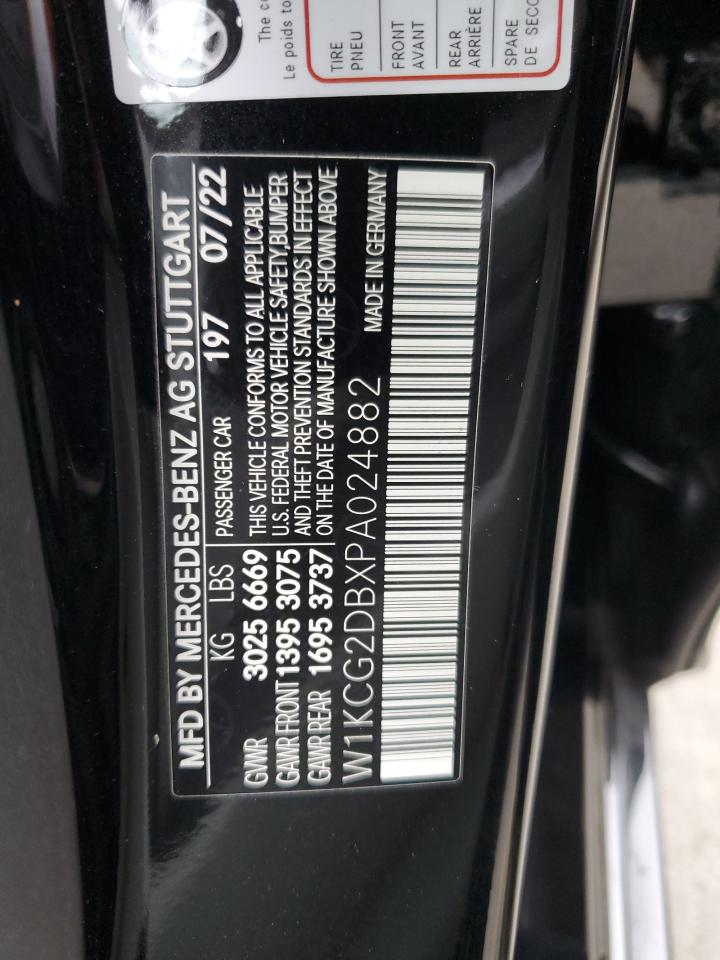 The c
Le poids to
TIRE
PNEU
FRONT
AVANT
REAR
ARRIÈRE
SPARE
DE SECO
MFD BY MERCEDES-BENZ AG STUTTGART
KG LBS PASSENGER CAR 197 07/22
GVWR 3025 6669 THIS VEHICLE CONFORMS TO ALL APPLICABLE
GAWR FRONT 1395 3075 U.S. FEDERAL MOTOR VEHICLE SAFETY,BUMPER
GAWR REAR 1695 3737 AND THEFT PREVENTION STANDARDS IN EFFECT
ON THE DATE OF MANUFACTURE SHOWN ABOVE
W1KCG2DBXPA024882 MADE IN GERMANY